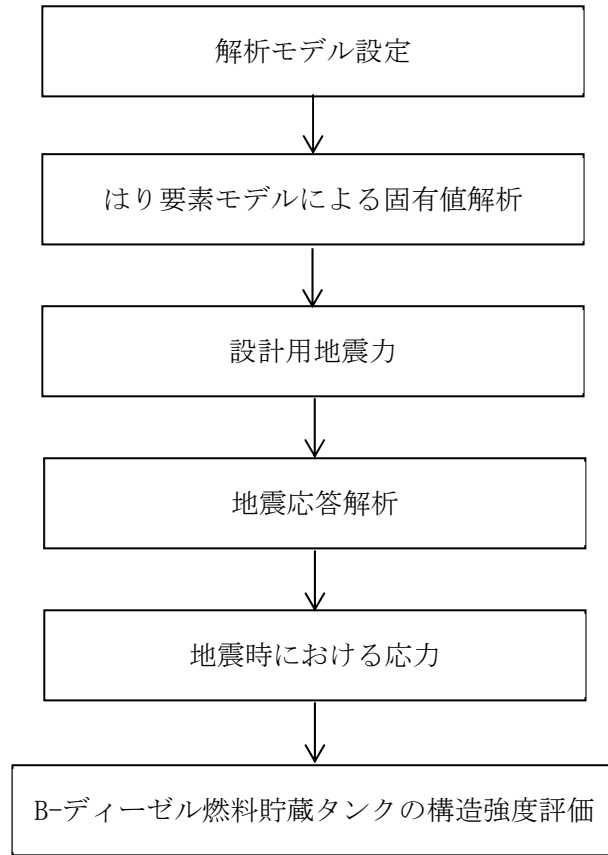 解析モデル設定
はり要素モデルによる固有値解析
設計用地震力
地震応答解析
地震時における応力
B-ディーゼル燃料貯蔵タンクの構造強度評価